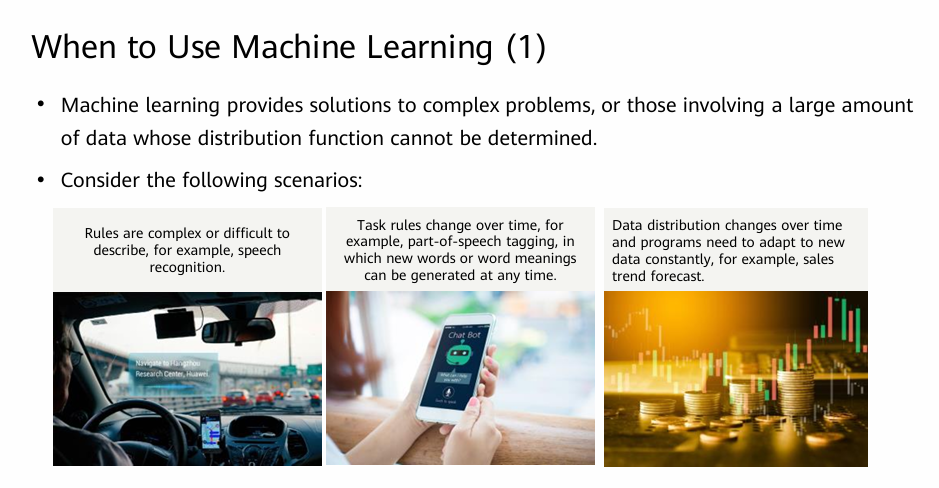 When to Use Machine Learning (1)
• Machine learning provides solutions to complex problems, or those involving a large amount
of data whose distribution function cannot be determined.
• Consider the following scenarios:
Rules are complex or difficult to
describe, for example, speech
recognition.
Task rules change over time, for
example, part-of-speech tagging, in
which new words or word meanings
can be generated at any time.
Data distribution changes over time
and programs need to adapt to new
data constantly, for example, sales
trend forecast.
Navigate to Hangzhou
Research Center, Huawei
Chat Bot